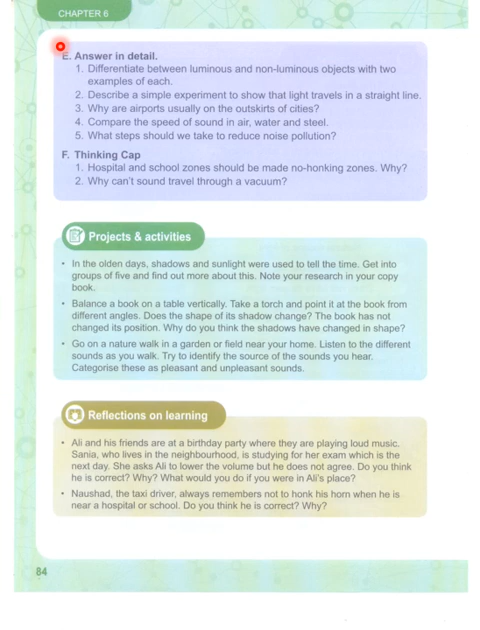 CHAPTER 6
E. Answer in detail.
1. Differentiate between luminous and non-luminous objects with two
examples of each.
2. Describe a simple experiment to show that light travels in a straight line.
3. Why are airports usually on the outskirts of cities?
4. Compare the speed of sound in air, water and steel.
5. What steps should we take to reduce noise pollution?
F. Thinking Cap
1. Hospital and school zones should be made no-honking zones. Why?
2. Why can't sound travel through a vacuum?
Projects & activities
• In the olden days, shadows and sunlight were used to tell the time. Get into
groups of five and find out more about this. Note your research in your copy
book.
• Balance a book on a table vertically. Take a torch and point it at the book from
different angles. Does the shape of its shadow change? The book has not
changed its position. Why do you think the shadows have changed in shape?
• Go on a nature walk in a garden or field near your home. Listen to the different
sounds as you walk. Try to identify the source of the sounds you hear.
Categorise these as pleasant and unpleasant sounds.
Reflections on learning
• Ali and his friends are at a birthday party where they are playing loud music.
Sania, who lives in the neighbourhood, is studying for her exam which is the
next day. She asks Ali to lower the volume but he does not agree. Do you think
he is correct? Why? What would you do if you were in Ali's place?
• Naushad, the taxi driver, always remembers not to honk his horn when he is
near a hospital or school. Do you think he is correct? Why?
84